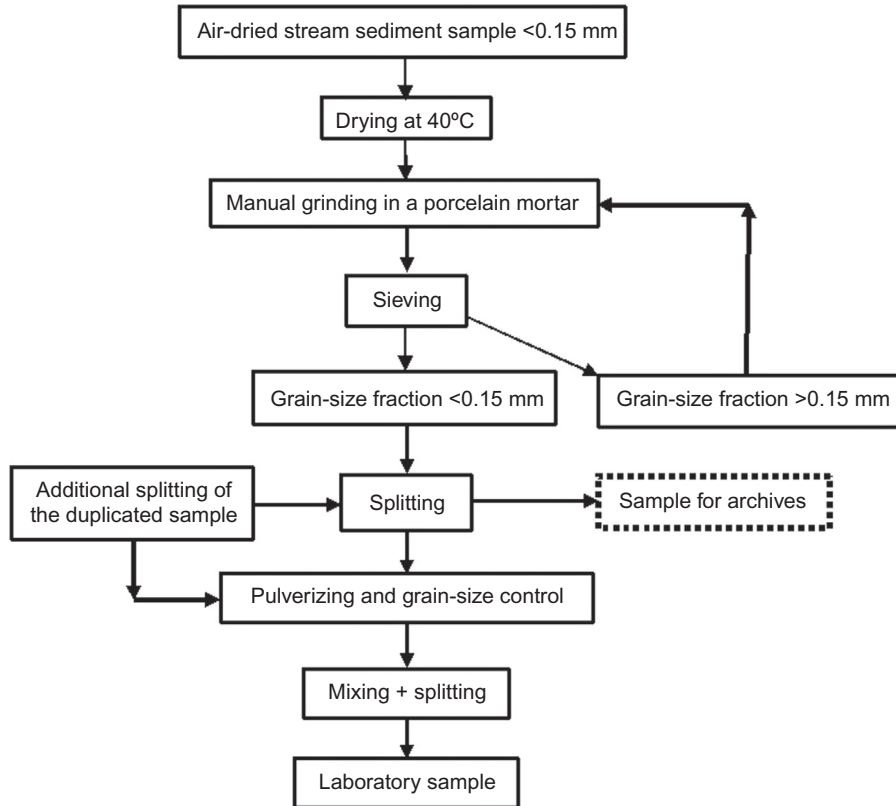 Air-dried stream sediment sample <0.15 mm
Drying at 40ºC
Manual grinding in a porcelain mortar
Sieving
Grain-size fraction <0.15 mm
Grain-size fraction >0.15 mm
Additional splitting of
the duplicated sample
Splitting
Sample for archives
Pulverizing and grain-size control
Mixing + splitting
Laboratory sample